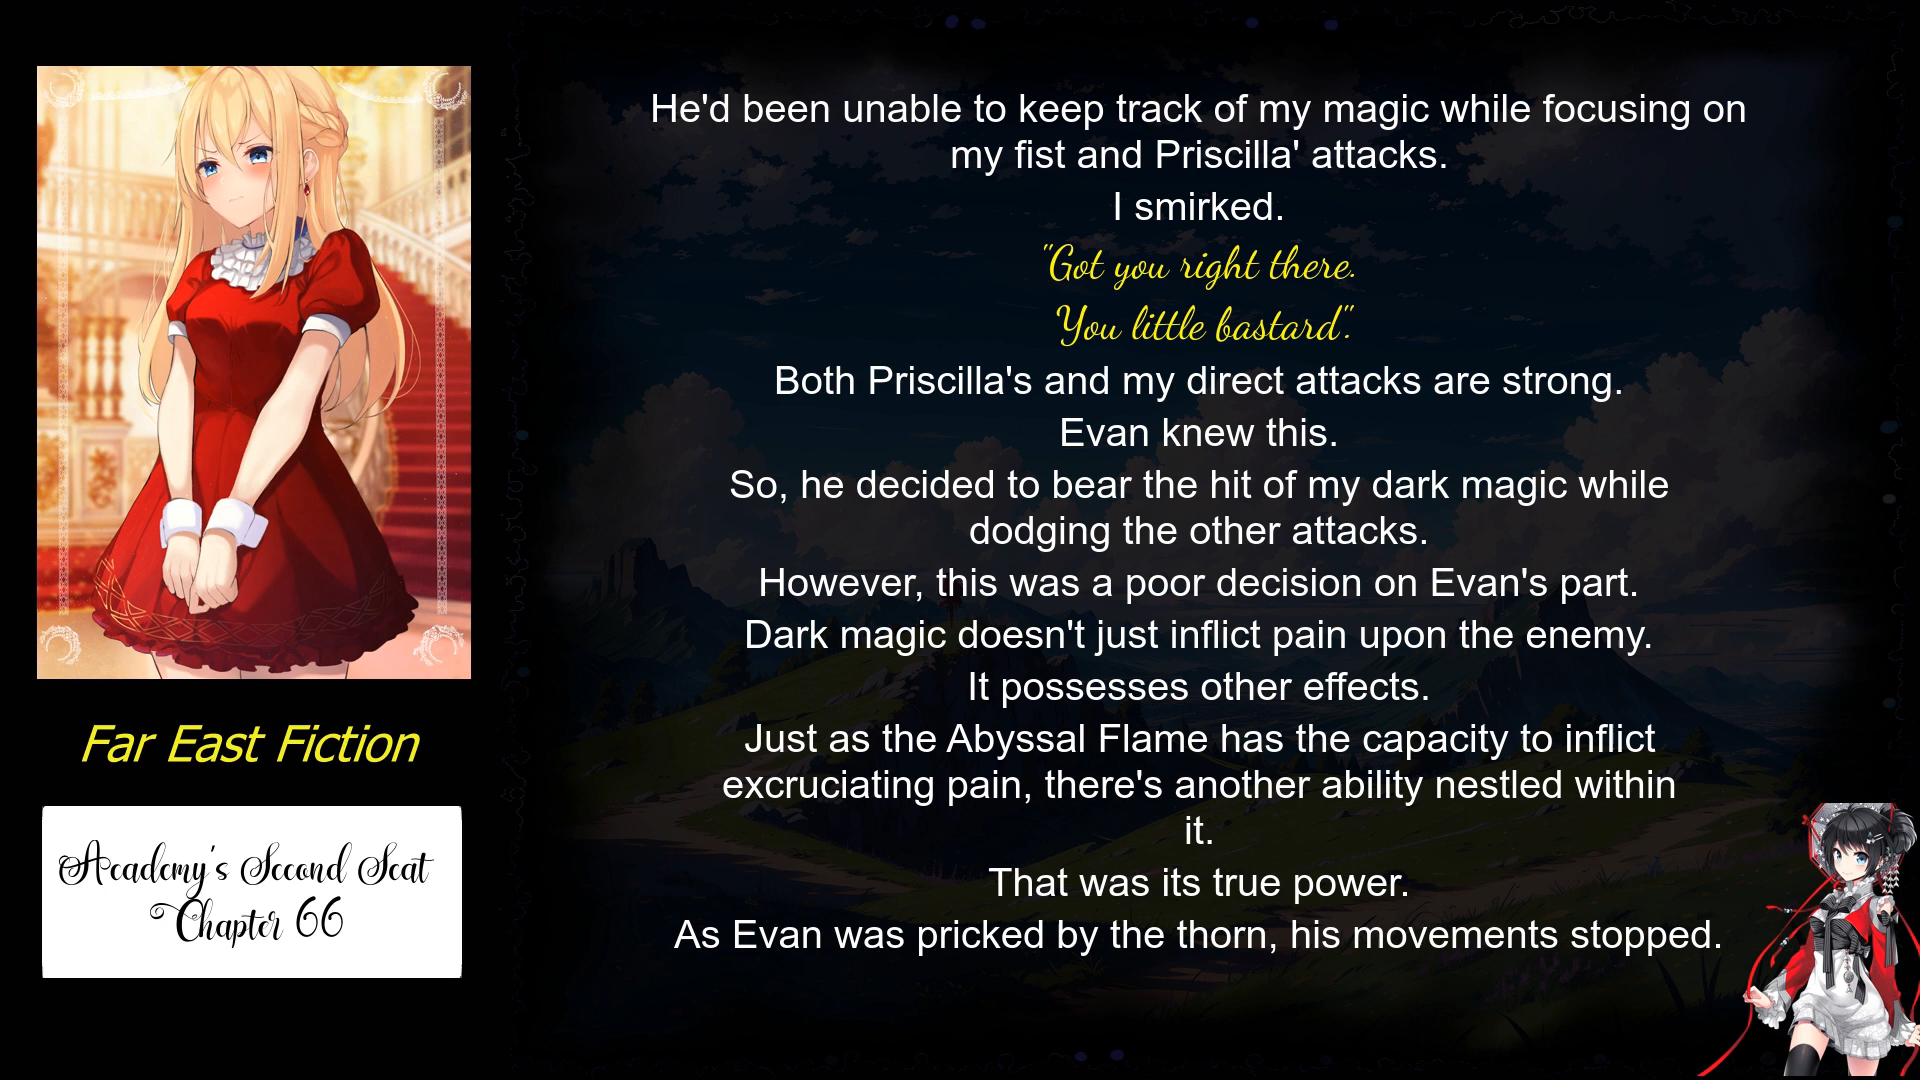 He'd been unable to keep track of my magic while focusing on
my fist and Priscilla' attacks.
I smirked.
"Got you right there.
You little bastard".
Both Priscilla's and my direct attacks are strong.
Evan knew this.
So, he decided to bear the hit of my dark magic while
dodging the other attacks.
However, this was a poor decision on Evan's part.
Dark magic doesn't just inflict pain upon the enemy.
It possesses other effects.
Just as the Abyssal Flame has the capacity to inflict
excruciating pain, there's another ability nestled within
it.
That was its true power.
As Evan was pricked by the thorn, his movements stopped.
Far East Fiction
Academy's Second Seat
Chapter 66